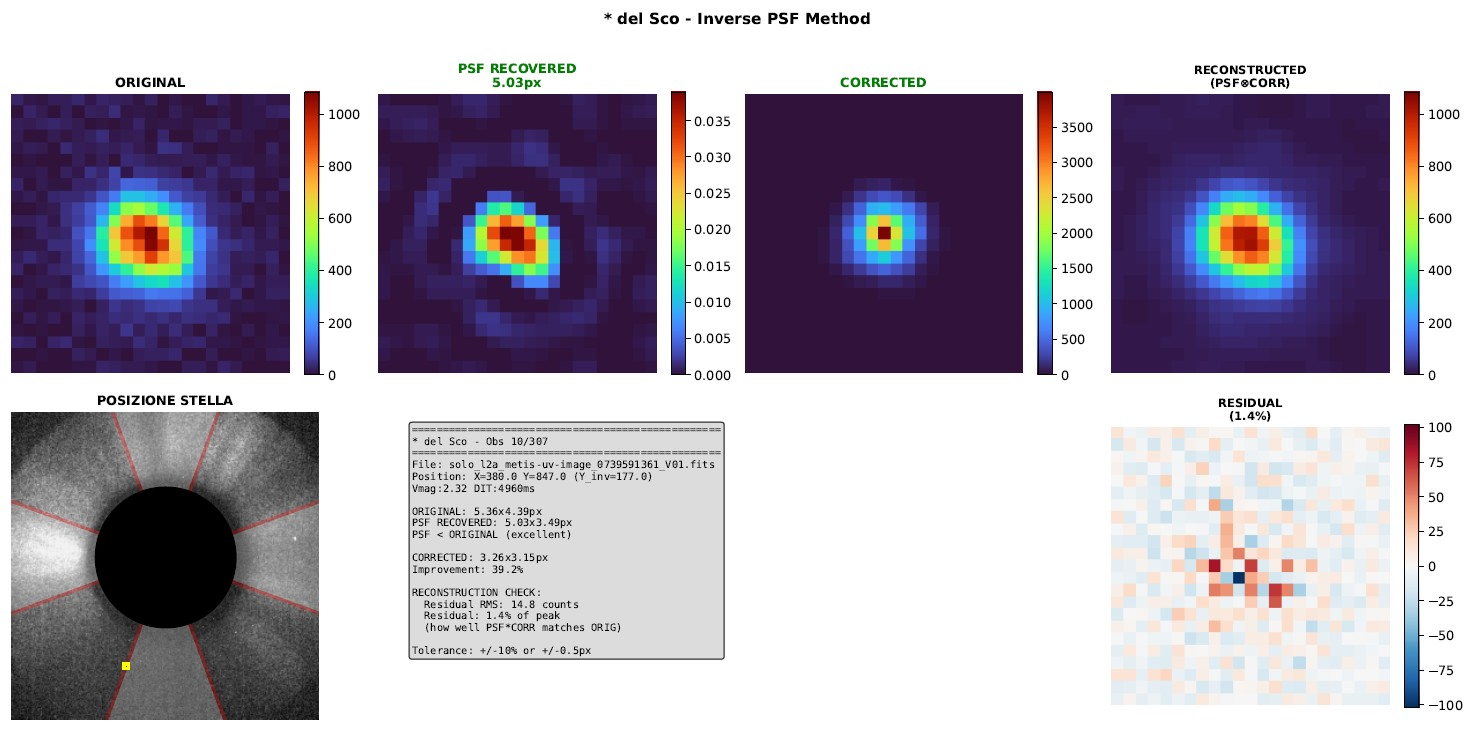 * del Sco - Inverse PSF Method
ORIGINAL
1000
800
600
400
200
0
PSF RECOVERED
5.03px
0.035
0.030
0.025
0.020
0.015
0.010
0.005
0.000
CORRECTED
3500
3000
2500
2000
1500
1000
500
0
RECONSTRUCTED
(PSF⊗CORR)
1000
800
600
400
200
0
POSIZIONE STELLA
==================================================
* del Sco - Obs 10/307
==================================================
File: solo_l2a_metis-uv-image_0739591361_V01.fits
Position: X=380.0 Y=847.0 (Y_inv=177.0)
Vmag:2.32 DIT:4960ms
ORIGINAL: 5.36x4.39px
PSF RECOVERED: 5.03x3.49px
PSF < ORIGINAL (excellent)
CORRECTED: 3.26x3.15px
Improvement: 39.2%
RECONSTRUCTION CHECK:
Residual RMS: 14.8 counts
Residual: 1.4% of peak
(how well PSF*CORR matches ORIG)
Tolerance: +/-10% or +/-0.5px
RESIDUAL
(1.4%)
100
75
50
25
0
−25
−50
−75
−100